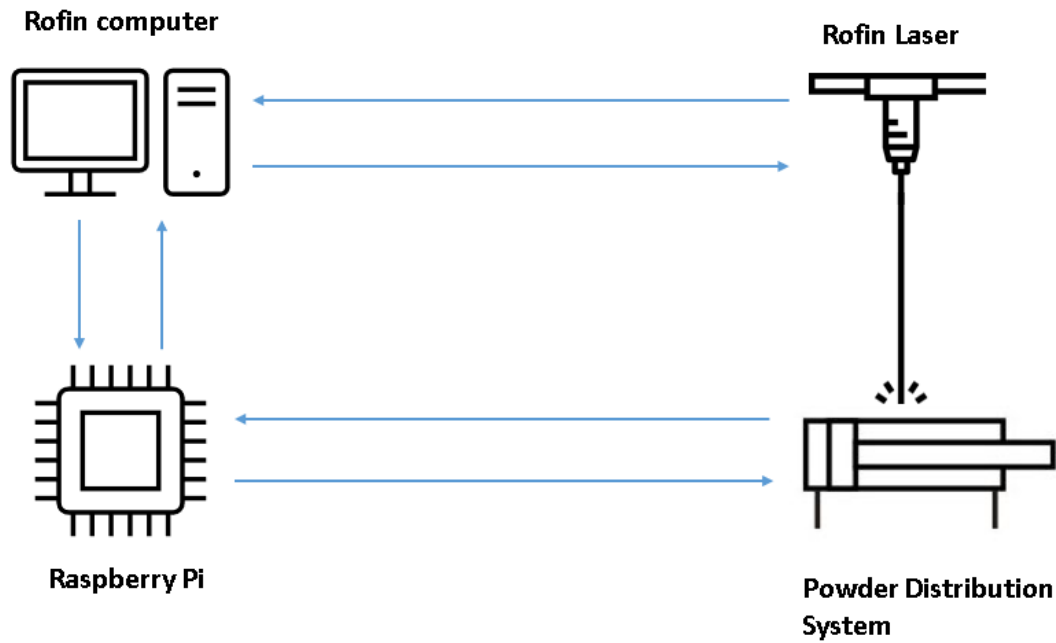 Rofin computer
Rofin Laser
Raspberry Pi
Powder Distribution
System